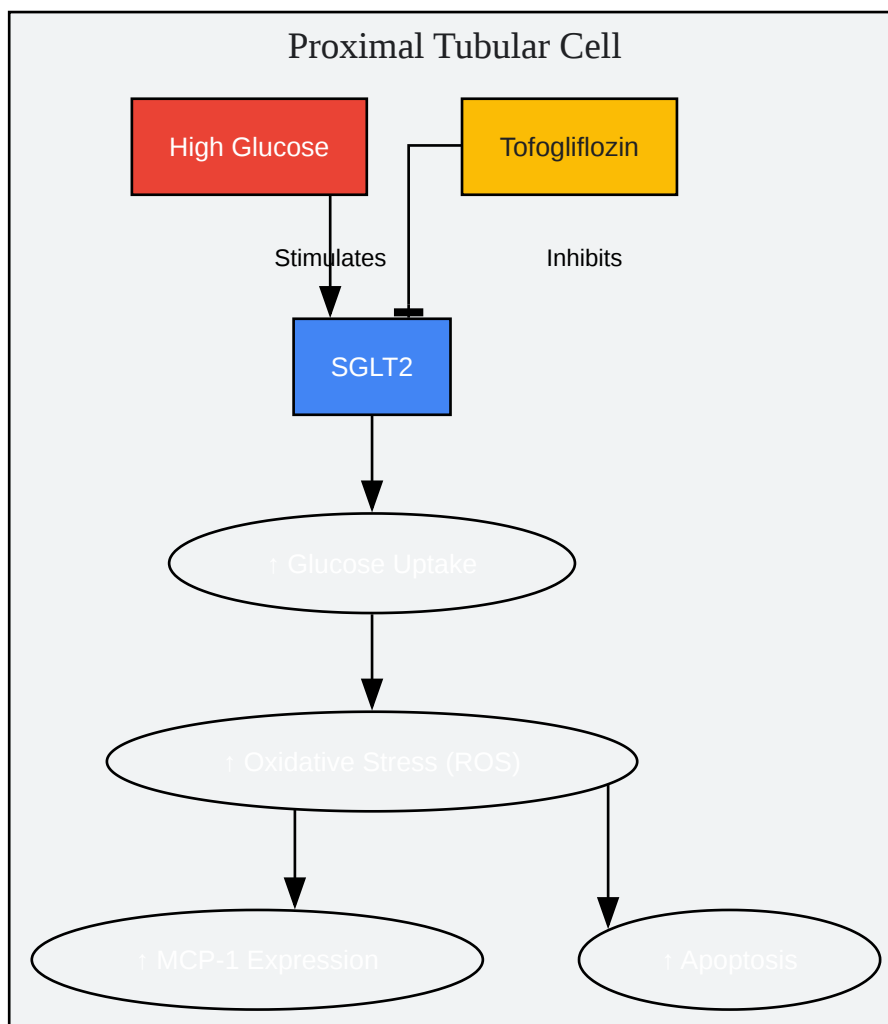 Proximal Tubular Cell
High Glucose
Tofogliflozin
Stimulates
Inhibits
SGLT2
↑ Glucose Uptake
↑ Oxidative Stress (ROS)
↑ MCP-1 Expression
↑ Apoptosis